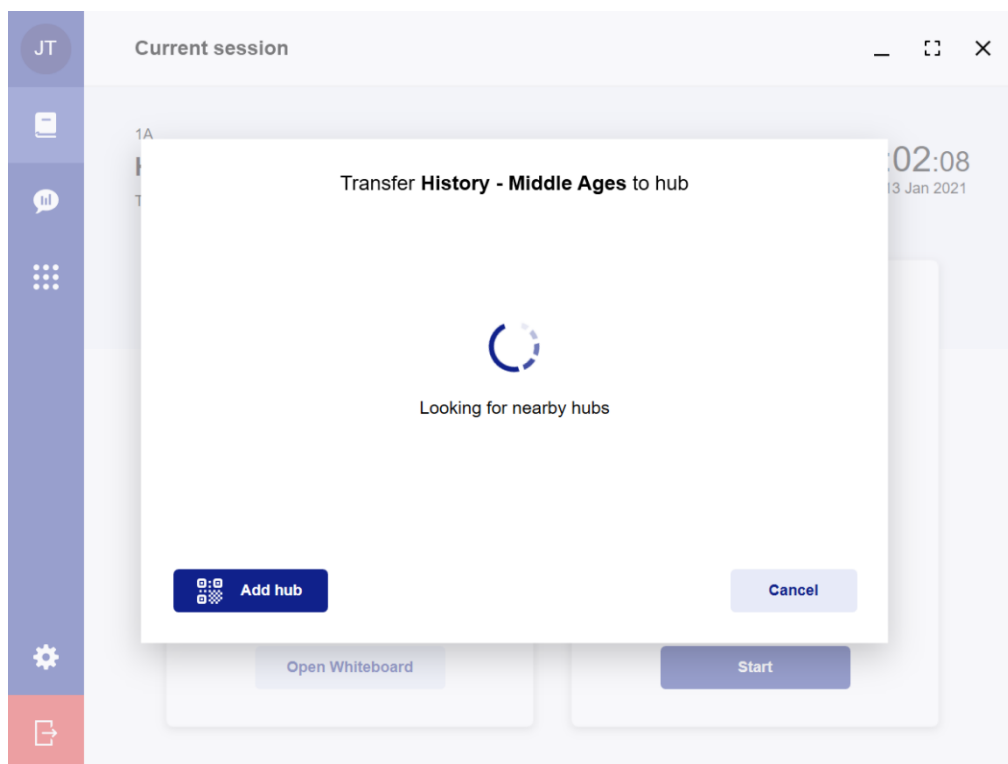 JT
Current session
1A
:02:08
13 Jan 2021
Transfer History - Middle Ages to hub
Looking for nearby hubs
Add hub
Cancel
Open Whiteboard
Start